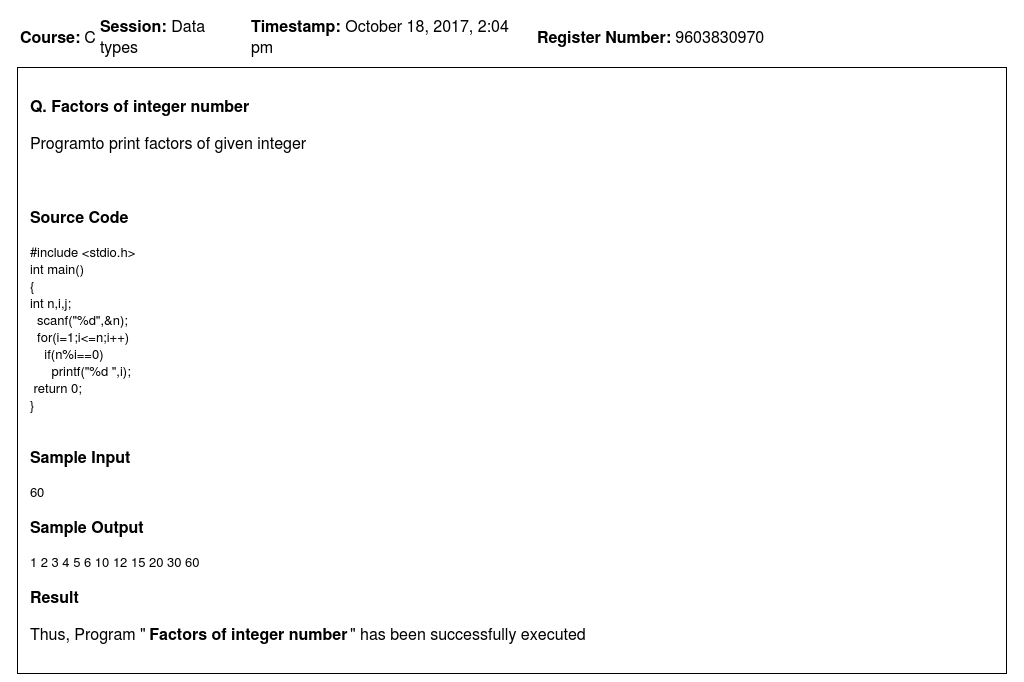 Course: C Session: Data types Timestamp: October 18, 2017, 2:04 pm Register Number: 9603830970
Q. Factors of integer number
Programto print factors of given integer
Source Code
#include <stdio.h>
int main()
{
int n,i,j;
  scanf("%d",&n);
  for(i=1;i<=n;i++)
    if(n%i==0)
      printf("%d ",i);
 return 0;
}
Sample Input
60
Sample Output
1 2 3 4 5 6 10 12 15 20 30 60
Result
Thus, Program " Factors of integer number " has been successfully executed